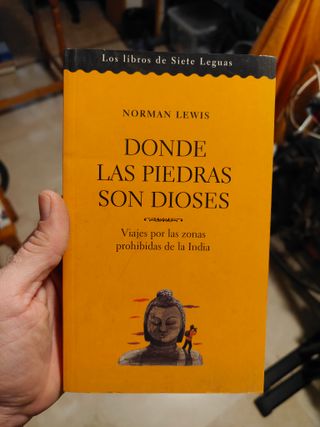 Los libros de Siete Leguas
NORMAN LEWIS
DONDE
LAS PIEDRAS
SON DIOSES
Viajes por las zonas
prohibidas de la India